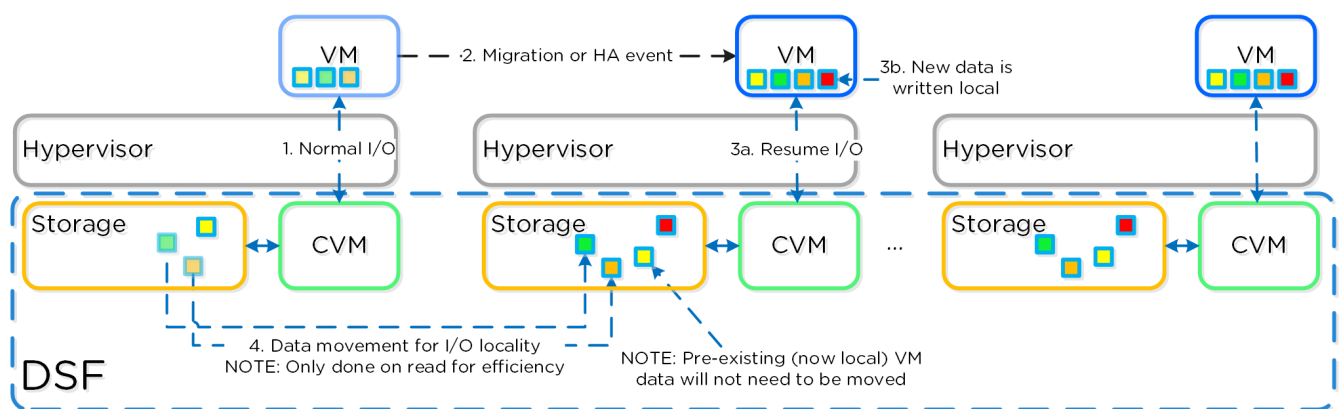 VM
2. Migration or HA event
VM
3b. New data is
written local
VM
Hypervisor
1. Normal I/O
Hypervisor
3a. Resume I/O
Hypervisor
Storage
CVM
Storage
CVM
...
Storage
CVM
4. Data movement for I/O locality
NOTE: Only done on read for efficiency
NOTE: Pre-existing (now local) VM
data will not need to be moved
DSF